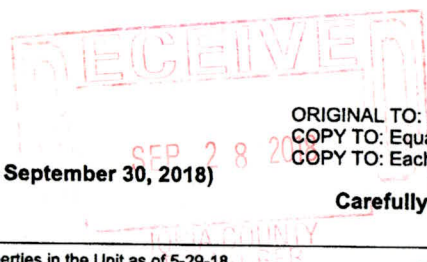 RECEIVED
ORIGINAL TO:
SEP 28 2018
COPY TO: Equa
COPY TO: Each
September 30, 2018)
Carefully
COUNTY
erties in the Unit as of 5-29-18